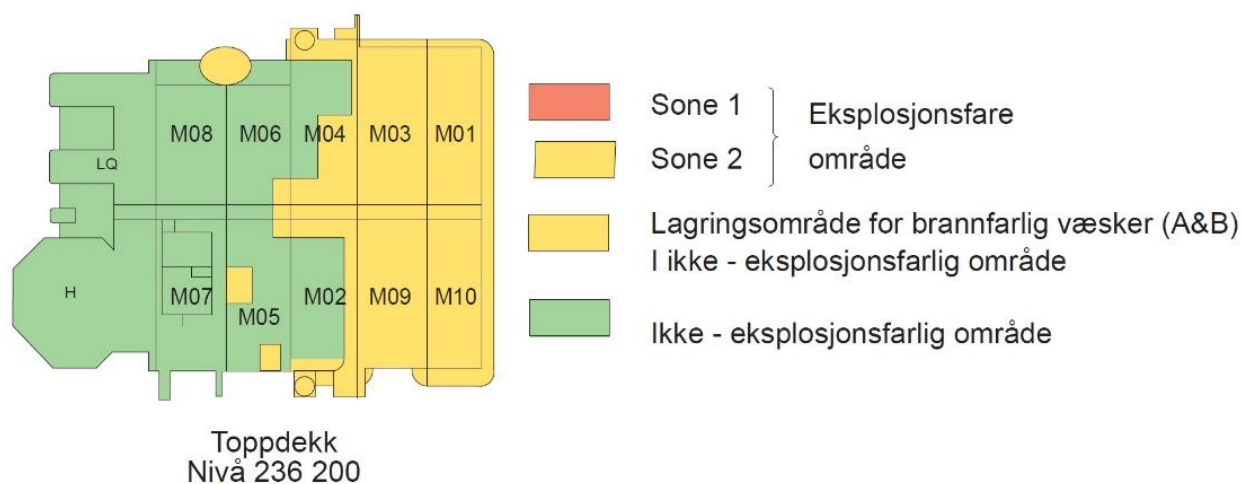 M08
M06
M04
M03
M01
LQ
H
M07
M05
M02
M09
M10
Toppdekk
Nivå 236 200
Sone 1
Sone 2
Eksplosjonsfare
område
Lagringsområde for brannfarlig væsker (A&B)
I ikke - eksplosjonsfarlig område
Ikke - eksplosjonsfarlig område